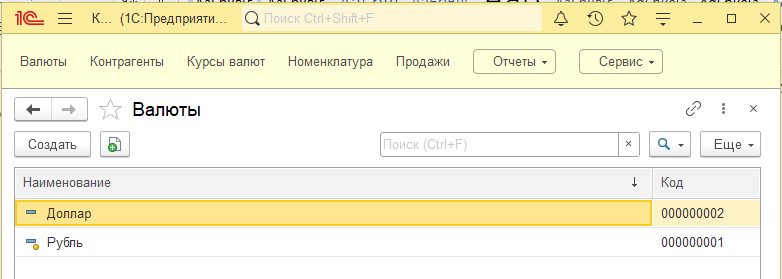 1С К... (1С:Предприяти... Поиск Ctrl+Shift+F
Валюты Контрагенты Курсы валют Номенклатура Продажи Отчеты Сервис
Валюты
Создать Поиск (Ctrl+F) Еще
Наименование Код
Доллар 000000002
Рубль 000000001